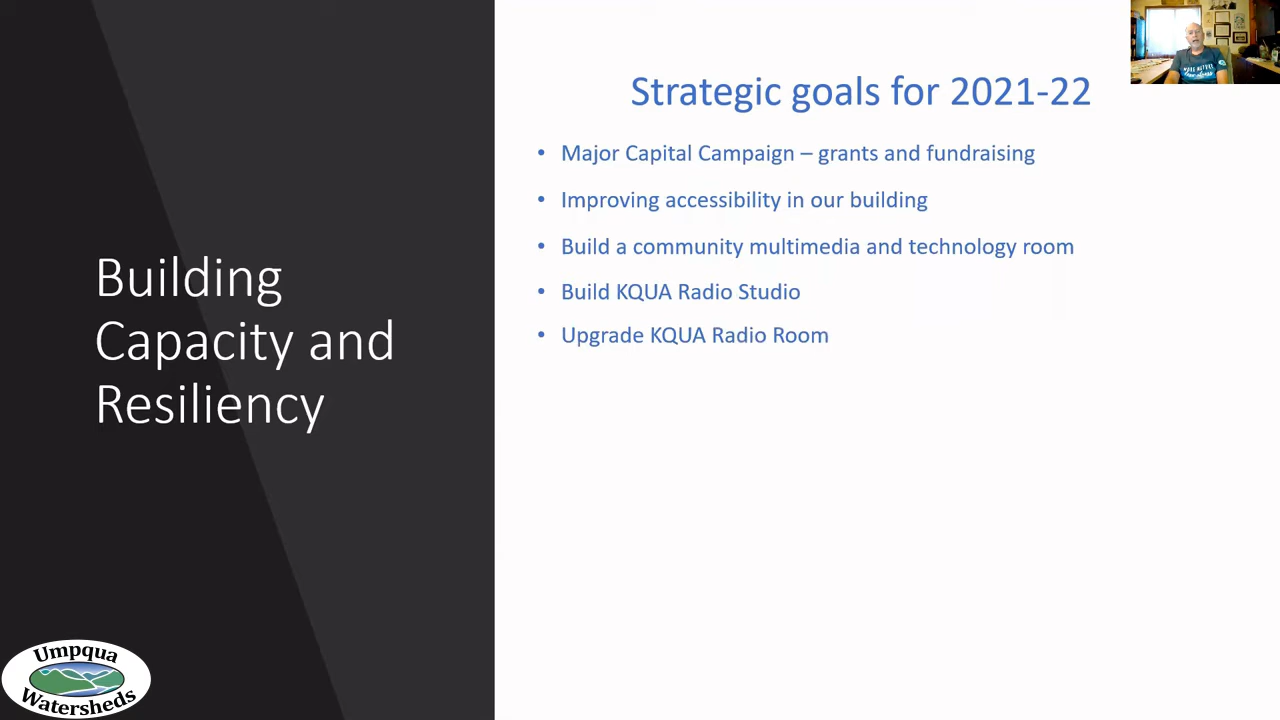 Strategic goals for 2021-22
• Major Capital Campaign – grants and fundraising
• Improving accessibility in our building
• Build a community multimedia and technology room
• Build KQUA Radio Studio
• Upgrade KQUA Radio Room
Building
Capacity and
Resiliency
Umpqua
Watersheds